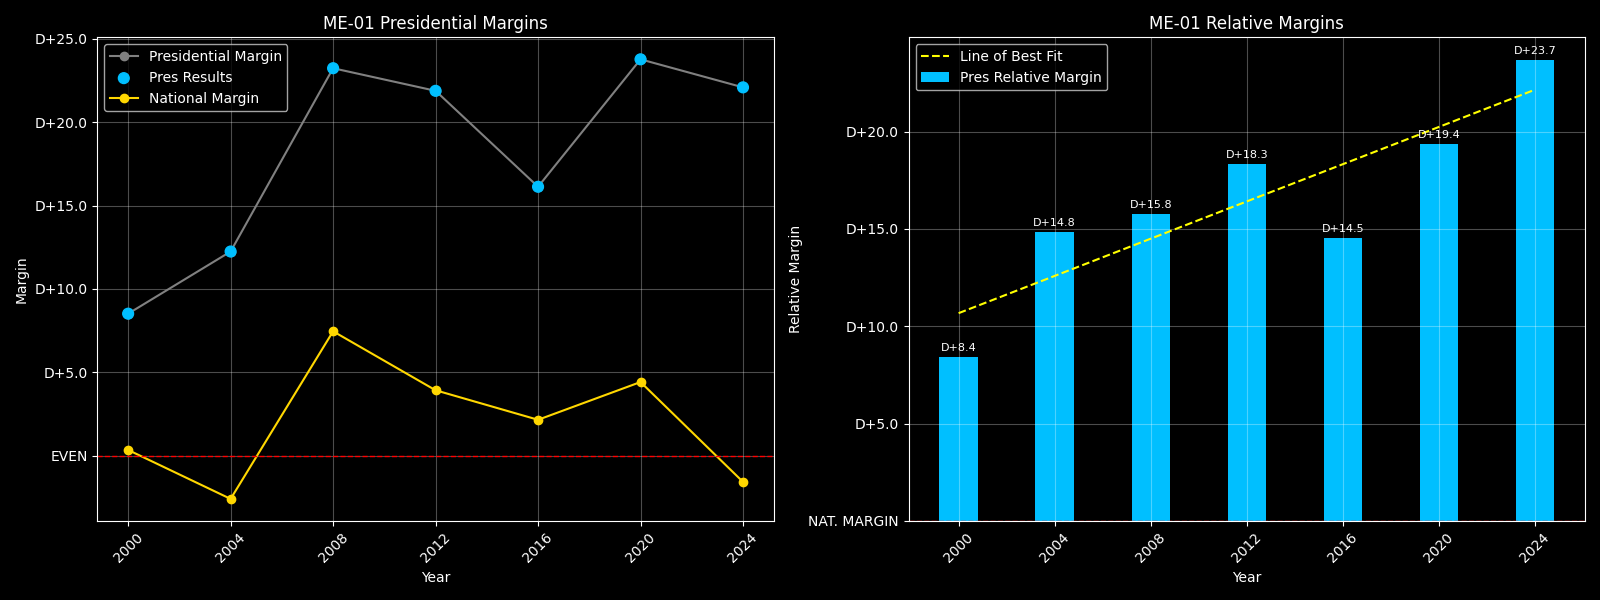 ME-01 Presidential Margins
D+25.0
D+20.0
D+15.0
D+10.0
D+5.0
EVEN
Margin
Presidential Margin
Pres Results
National Margin
2000
2004
2008
2012
2016
2020
2024
Year
ME-01 Relative Margins
D+20.0
D+15.0
D+10.0
D+5.0
NAT. MARGIN
Relative Margin
Line of Best Fit
Pres Relative Margin
D+8.4
D+14.8
D+15.8
D+18.3
D+14.5
D+19.4
D+23.7
2000
2004
2008
2012
2016
2020
2024
Year